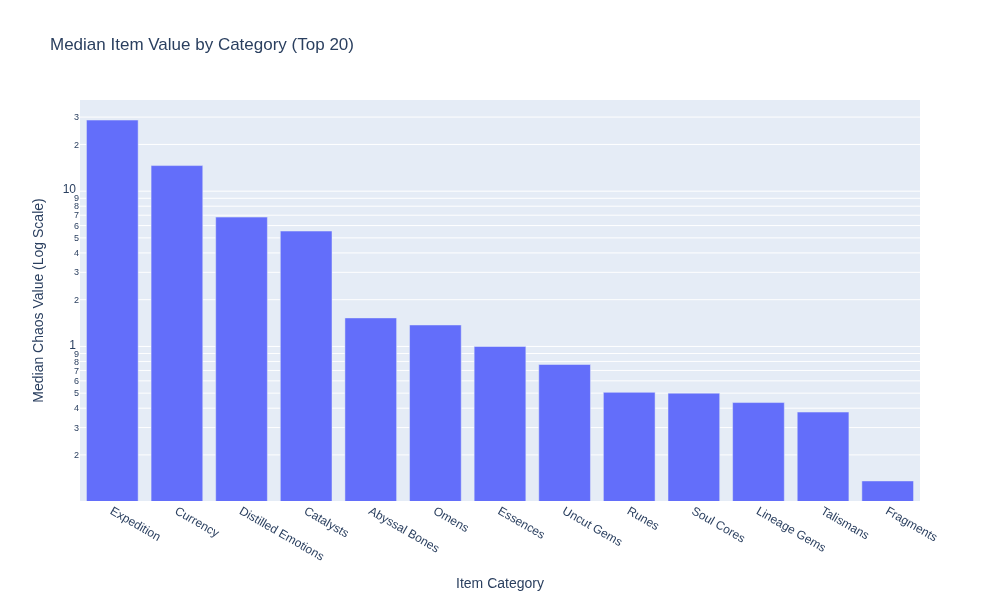 Median Item Value by Category (Top 20)
Median Chaos Value (Log Scale)
3
2
10
9
8
7
6
5
4
3
2
1
9
8
7
6
5
4
3
2
Expedition
Currency
Distilled Emotions
Catalysts
Abyssal Bones
Omens
Essences
Uncut Gems
Runes
Soul Cores
Lineage Gems
Talismans
Fragments
Item Category